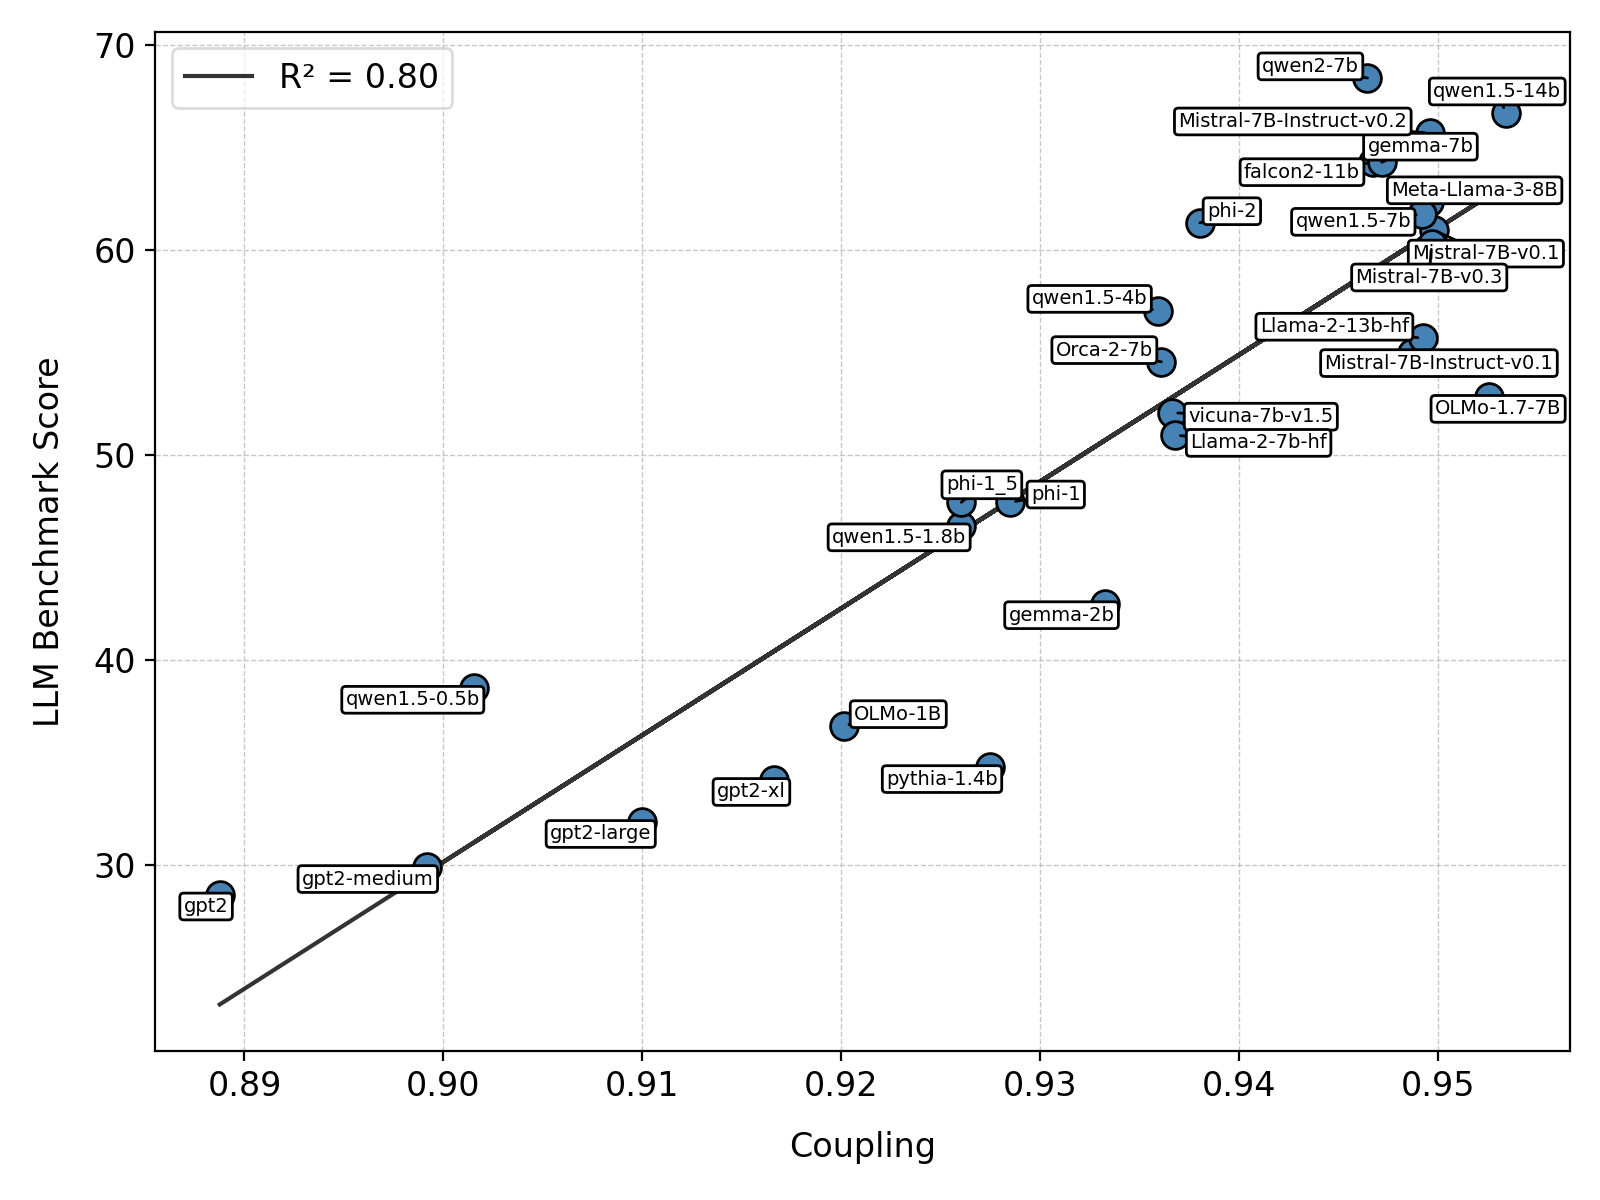 R² = 0.80
LLM Benchmark Score
70
60
50
40
30
qwen2-7b
qwen1.5-14b
Mistral-7B-Instruct-v0.2
gemma-7b
falcon2-11b
Meta-Llama-3-8B
phi-2
qwen1.5-7b
Mistral-7B-v0.1
Mistral-7B-v0.3
qwen1.5-4b
Llama-2-13b-hf
Orca-2-7b
Mistral-7B-Instruct-v0.1
OLMo-1.7-7B
vicuna-7b-v1.5
Llama-2-7b-hf
phi-1_5
phi-1
qwen1.5-1.8b
gemma-2b
qwen1.5-0.5b
OLMo-1B
pythia-1.4b
gpt2-xl
gpt2-large
gpt2-medium
gpt2
0.89 0.90 0.91 0.92 0.93 0.94 0.95
Coupling